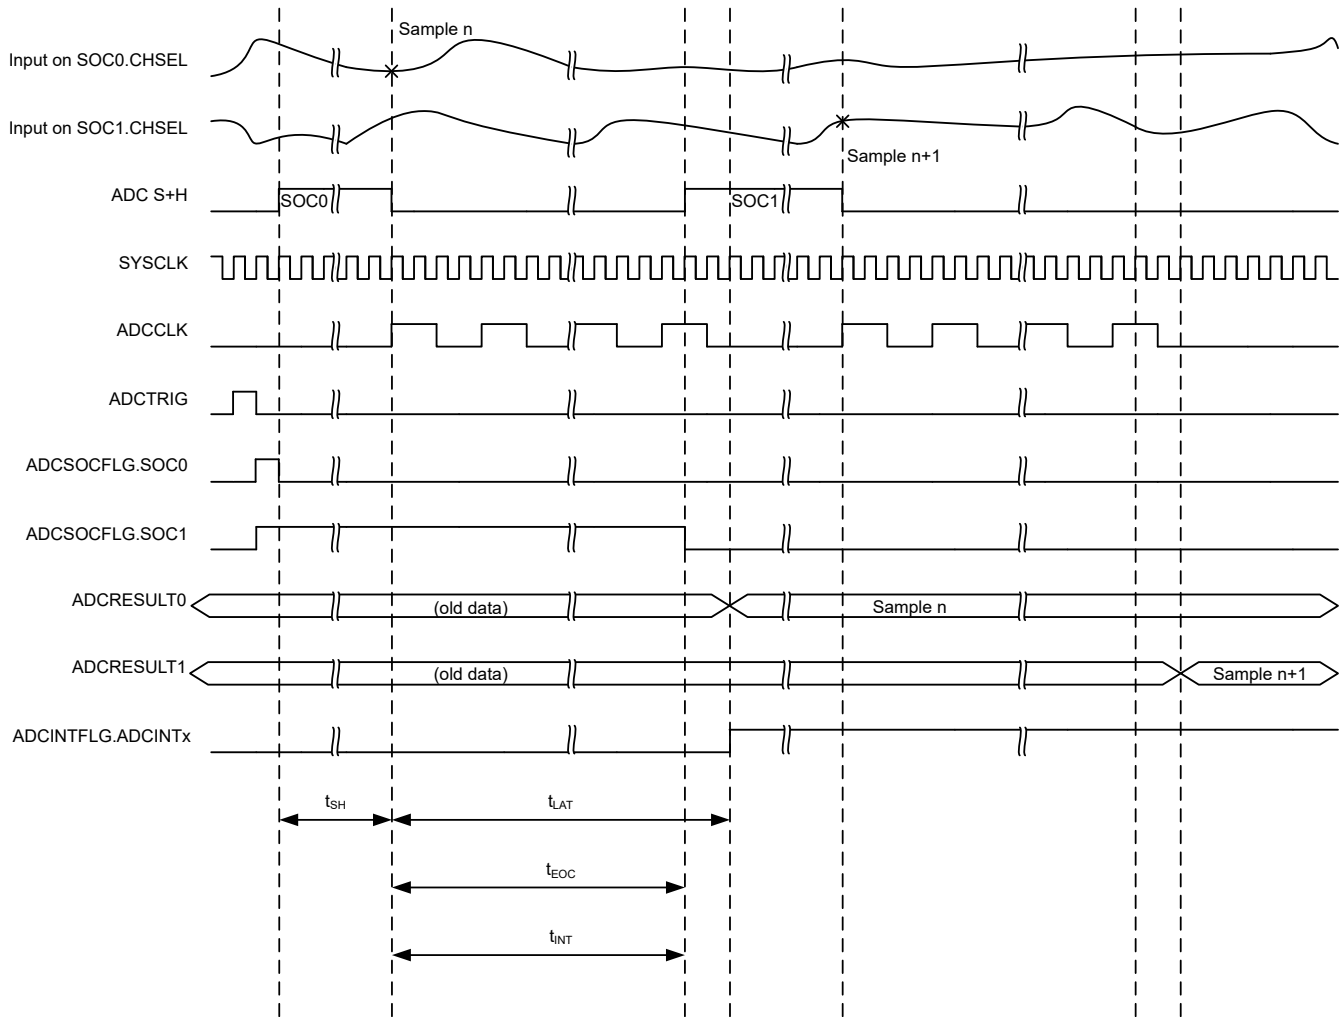 Sample n
Input on SOC0.CHSEL
Input on SOC1.CHSEL
Sample n+1
ADC S+H
SOC0
SOC1
SYSCLK
ADCCLK
ADCTRIG
ADCSOCFLG.SOC0
ADCSOCFLG.SOC1
ADCRESULT0
(old data)
Sample n
ADCRESULT1
(old data)
Sample n+1
ADCINTFLG.ADCINTx
tSH
tLAT
tEOC
tINT